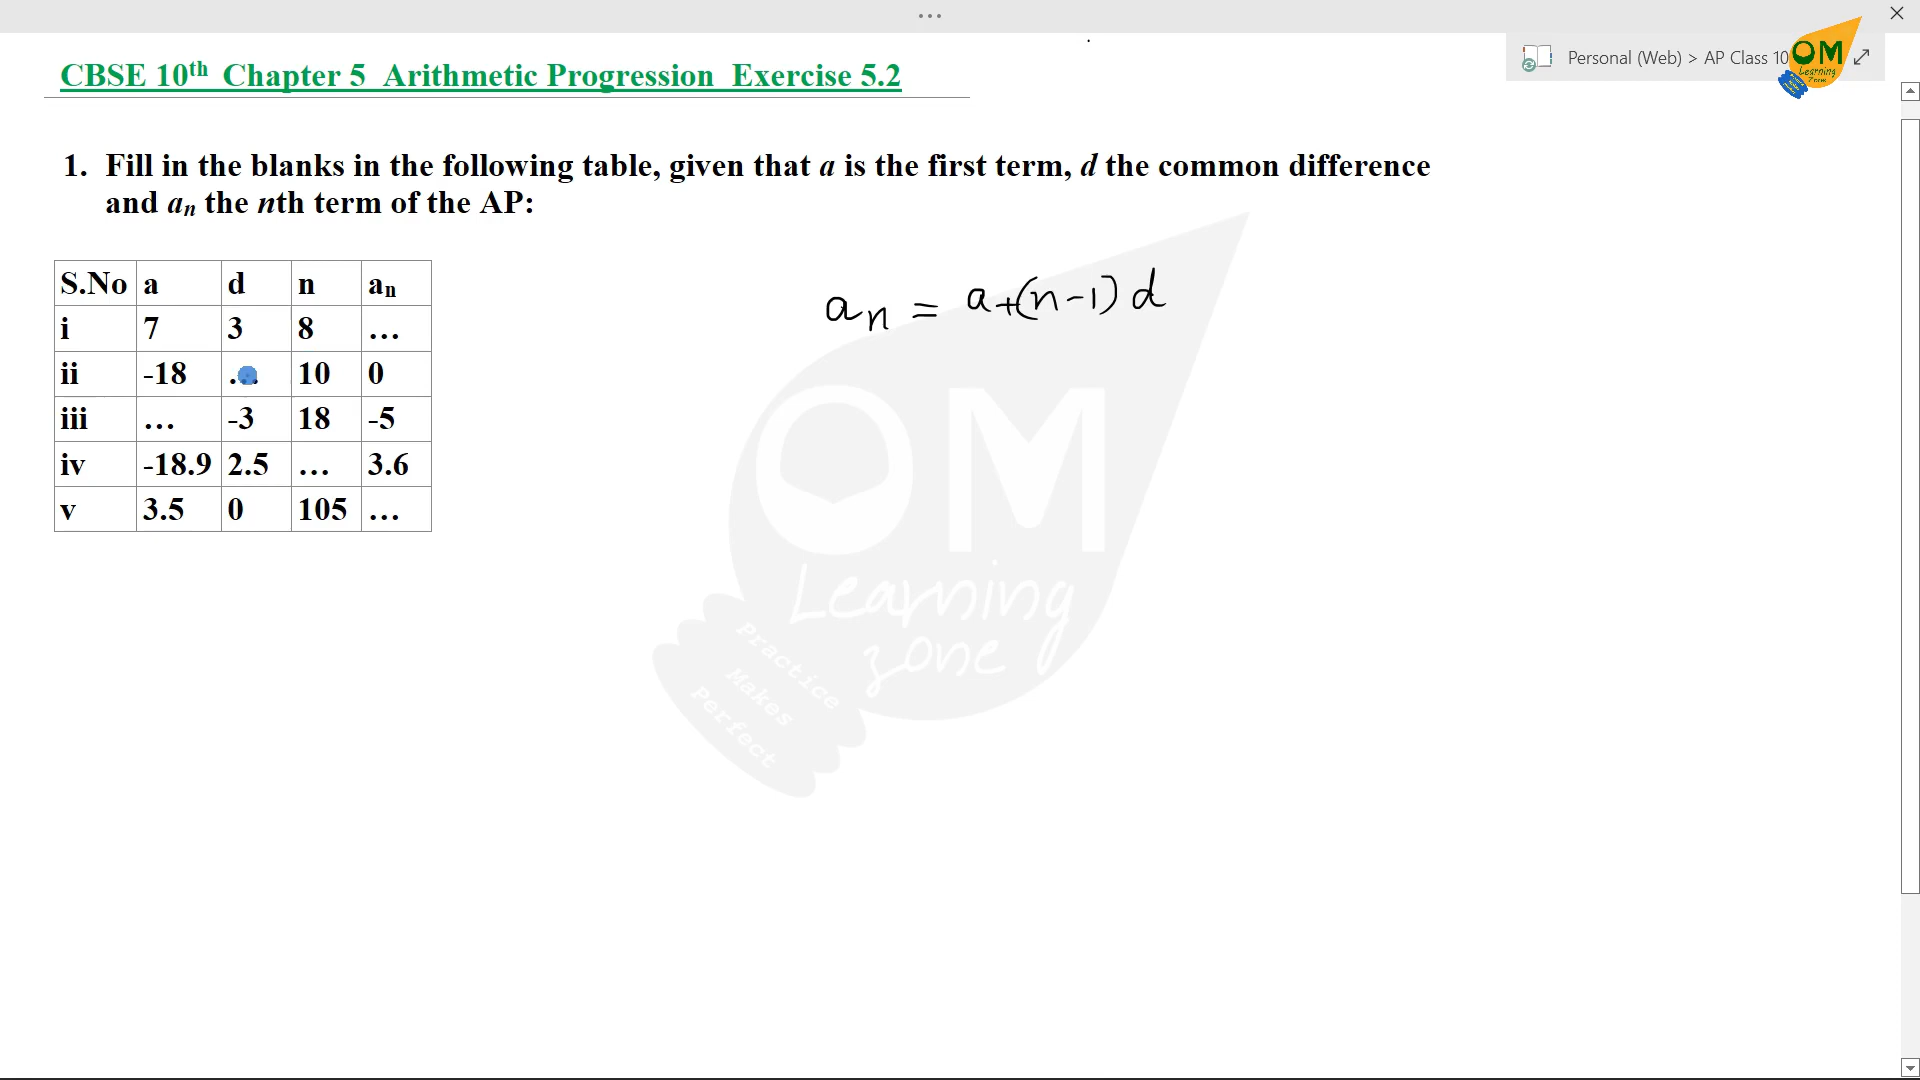 ...
Personal (Web) > AP Class 10
OM
Learning
Zone
CBSE 10th Chapter 5 Arithmetic Progression Exercise 5.2
1. Fill in the blanks in the following table, given that a is the first term, d the common difference
and an the nth term of the AP:
S.No a d n an
i 7 3 8 …
ii -18 … 10 0
iii … -3 18 -5
iv -18.9 2.5 … 3.6
v 3.5 0 105 …
an = a+(n-1)d
OM
Learning
zone
Practice
Makes
Perfect